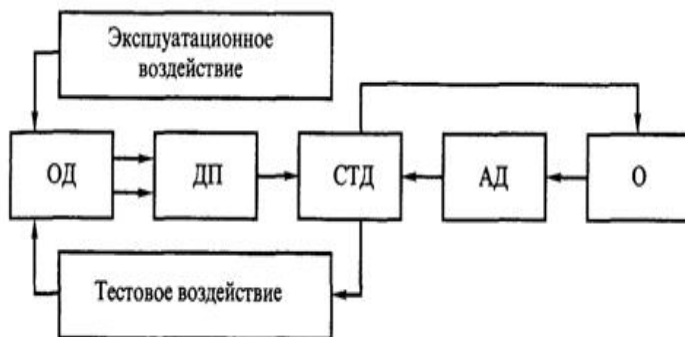 Эксплуатационное
воздействие
ОД
ДП
СТД
АД
О
Тестовое воздействие